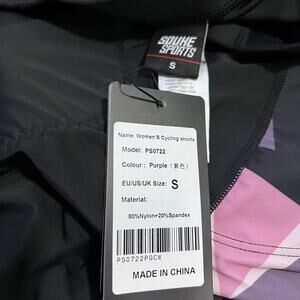 SOUKE
SPORTS
S
Name: Women'S Cycling shorts
Model: PS0722
Colour: Purple (紫色)
EU/US/UK Size: S
Material:
80%Nylon+20%Spandex
PS0722PGCW
MADE IN CHINA